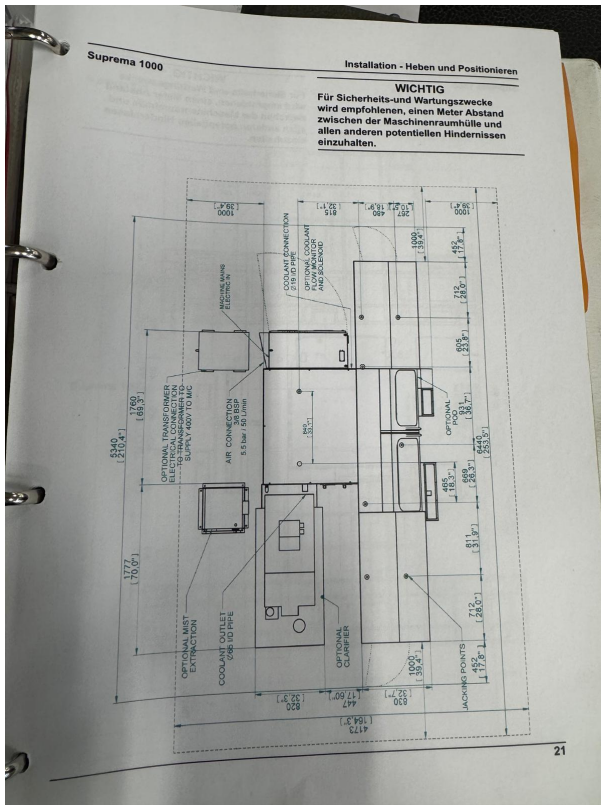 Suprema 1000
Installation - Heben und Positionieren
WICHTIG
Für Sicherheits-und Wartungszwecke
wird empfohlenen, einen Meter Abstand
zwischen der Maschinenraumhülle und
allen anderen potentiellen Hindernissen
einzuhalten.
5340
[ 210,4" ]
1760
[ 69,3" ]
1777
[ 70,0" ]
OPTIONAL TRANSFORMER
ELECTRICAL CONNECTION
TO TRANSFORMER TO
SUPPLY 400V TO M/C
AIR CONNECTION
3/8 BSP
5.5 bar / 50 L/min
MACHINE MAINS
ELECTRIC IN
COOLANT CONNECTION
∅19 I/D PIPE
OPTIONAL COOLANT
FLOW MONITOR
AND SOLENOID
1000
[ 39,4" ]
815
[ 32,1" ]
480
[ 18,9" ]
267
[ 10,5" ]
1000
[ 39,4" ]
1000
[ 39,4" ]
452
[ 17,8" ]
712
[ 28,0" ]
605
[ 23,8" ]
931
[ 36,7" ]
6440
[ 253,5" ]
669
[ 26,3" ]
811
[ 31,9" ]
712
[ 28,0" ]
452
[ 17,8" ]
840
[ 33,1" ]
465
[ 18,3" ]
OPTIONAL
POD
OPTIONAL MIST
EXTRACTION
COOLANT OUTLET
∅66 I/D PIPE
OPTIONAL
CLARIFIER
1000
[ 39,4" ]
JACKING POINTS
820
[ 32,3" ]
447
[ 17,60" ]
830
[ 32,7" ]
4173
[ 164,3" ]
21